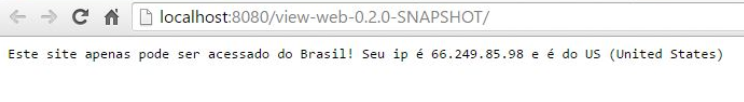 localhost:8080/view-web-0.2.0-SNAPSHOT/
Este site apenas pode ser acessado do Brasil! Seu ip é 66.249.85.98 e é do US (United States)